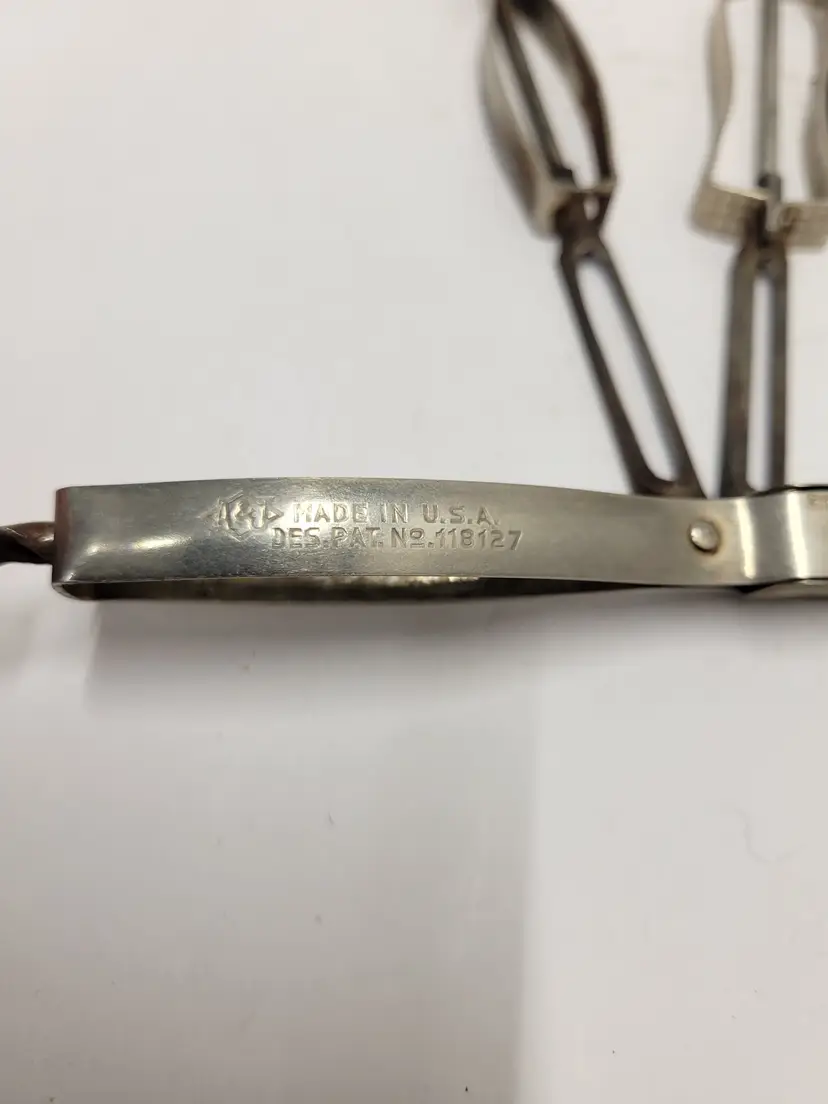 MADE IN U.S.A.
DES. PAT. No. 118127